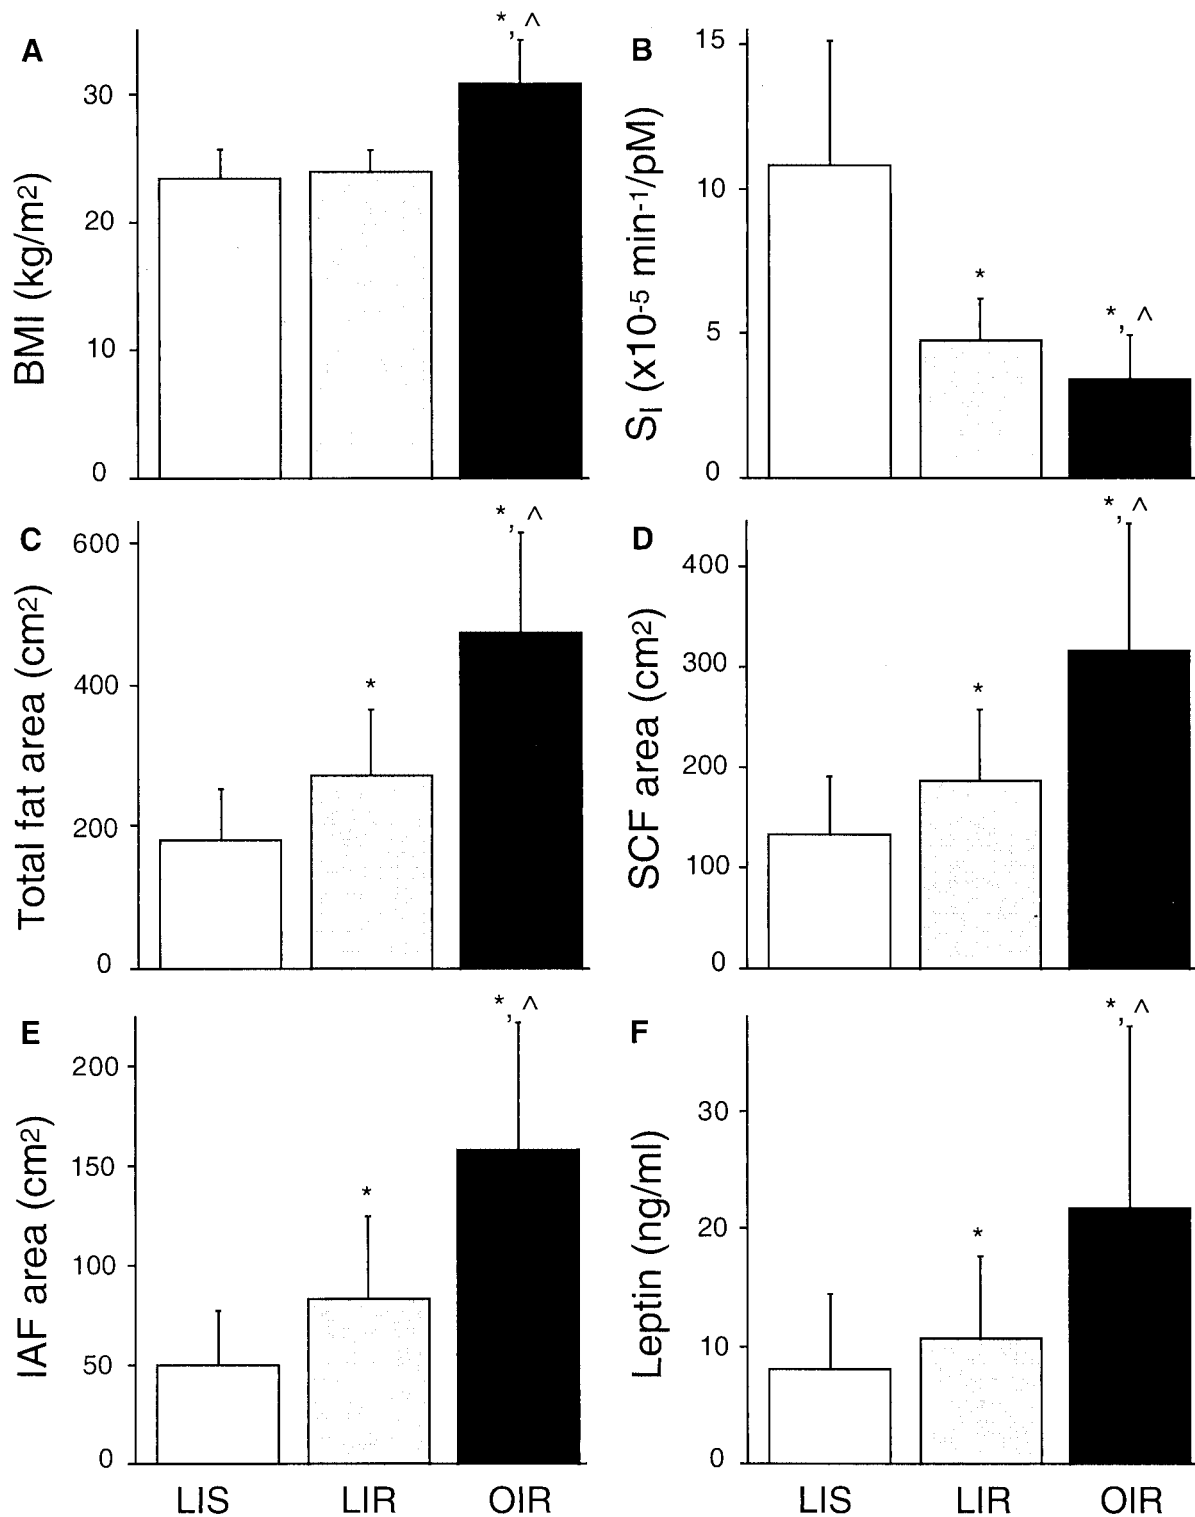 A
*, ^
30
20
10
0
BMI (kg/m²)
B
15
10
5
0
*
*, ^
S_I (x10⁻⁵ min⁻¹/pM)
C
*, ^
600
400
200
0
*
Total fat area (cm²)
D
*, ^
400
300
200
100
0
*
SCF area (cm²)
E
*, ^
200
150
100
50
0
*
IAF area (cm²)
LIS LIR OIR
F
*, ^
30
20
10
0
*
Leptin (ng/ml)
LIS LIR OIR